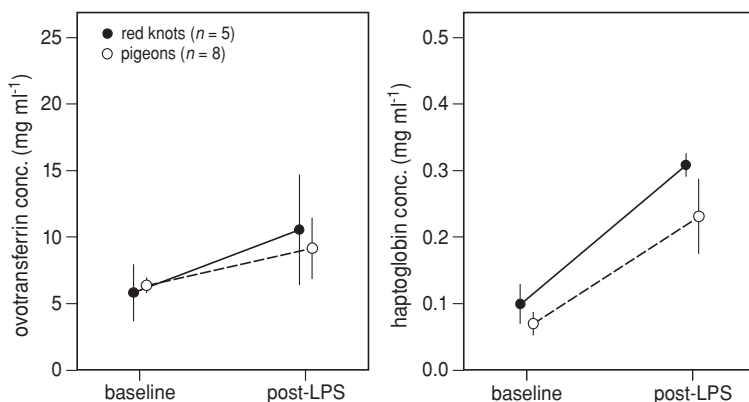 25
20
15
10
5
0
ovotransferrin conc. (mg ml-1)
red knots (n = 5)
pigeons (n = 8)
baseline
post-LPS
0.5
0.4
0.3
0.2
0.1
0.0
haptoglobin conc. (mg ml-1)
baseline
post-LPS